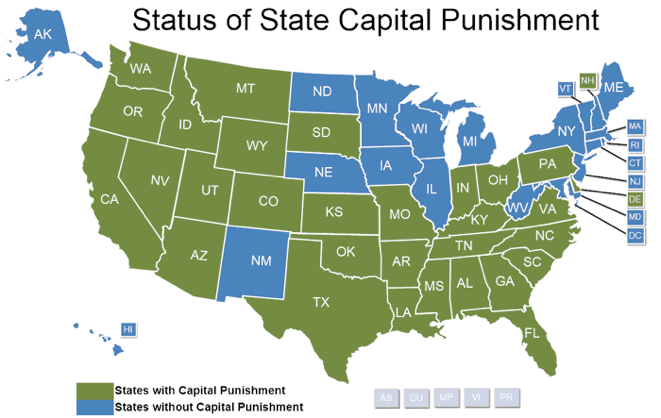 Status of State Capital Punishment
AK
WA
MT
ND
MN
VT
NH
ME
OR
ID
WY
SD
WI
MI
NY
MA
RI
CT
NJ
DE
MD
DC
NV
UT
CO
NE
IA
IL
IN
OH
PA
WV
VA
CA
KS
MO
KY
NC
TN
SC
AZ
NM
OK
AR
MS
AL
GA
TX
LA
FL
HI
States with Capital Punishment
States without Capital Punishment
AS
GU
MP
VI
PR